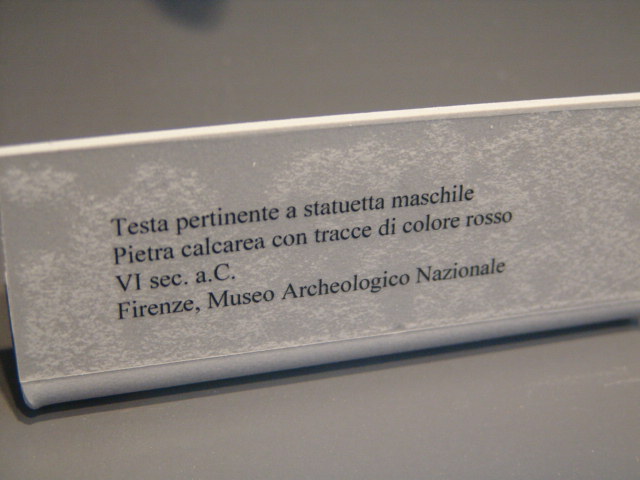 Testa pertinente a statuetta maschile
Pietra calcarea con tracce di colore rosso
VI sec. a.C.
Firenze, Museo Archeologico Nazionale